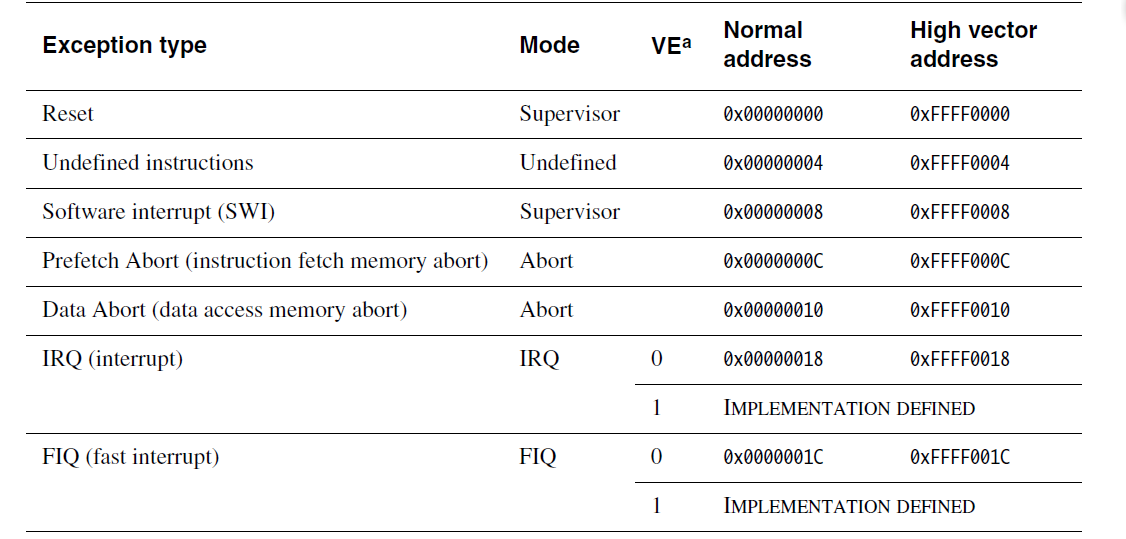 Exception type Mode VEa Normal address High vector address
Reset Supervisor 0x00000000 0xFFFF0000
Undefined instructions Undefined 0x00000004 0xFFFF0004
Software interrupt (SWI) Supervisor 0x00000008 0xFFFF0008
Prefetch Abort (instruction fetch memory abort) Abort 0x0000000C 0xFFFF000C
Data Abort (data access memory abort) Abort 0x00000010 0xFFFF0010
IRQ (interrupt) IRQ 0 0x00000018 0xFFFF0018
1 IMPLEMENTATION DEFINED
FIQ (fast interrupt) FIQ 0 0x0000001C 0xFFFF001C
1 IMPLEMENTATION DEFINED